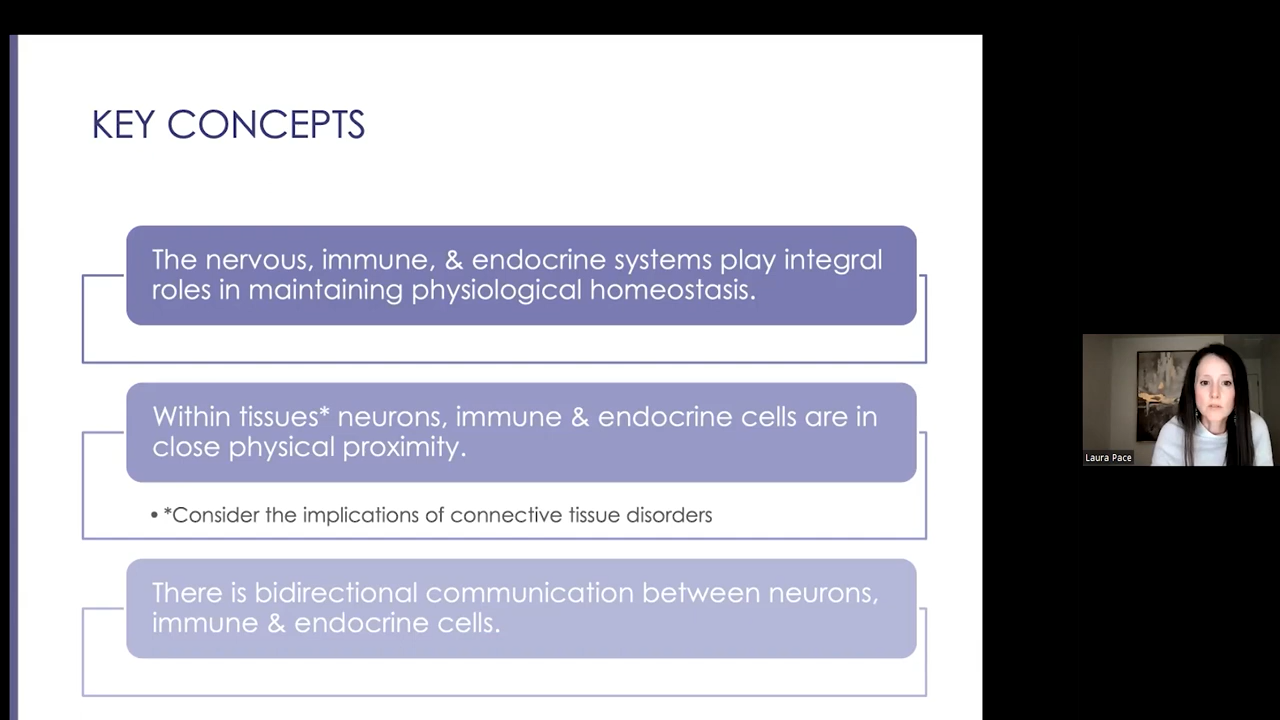 KEY CONCEPTS
The nervous, immune, & endocrine systems play integral
roles in maintaining physiological homeostasis.
Within tissues* neurons, immune & endocrine cells are in
close physical proximity.
• *Consider the implications of connective tissue disorders
There is bidirectional communication between neurons,
immune & endocrine cells.
Laura Pace